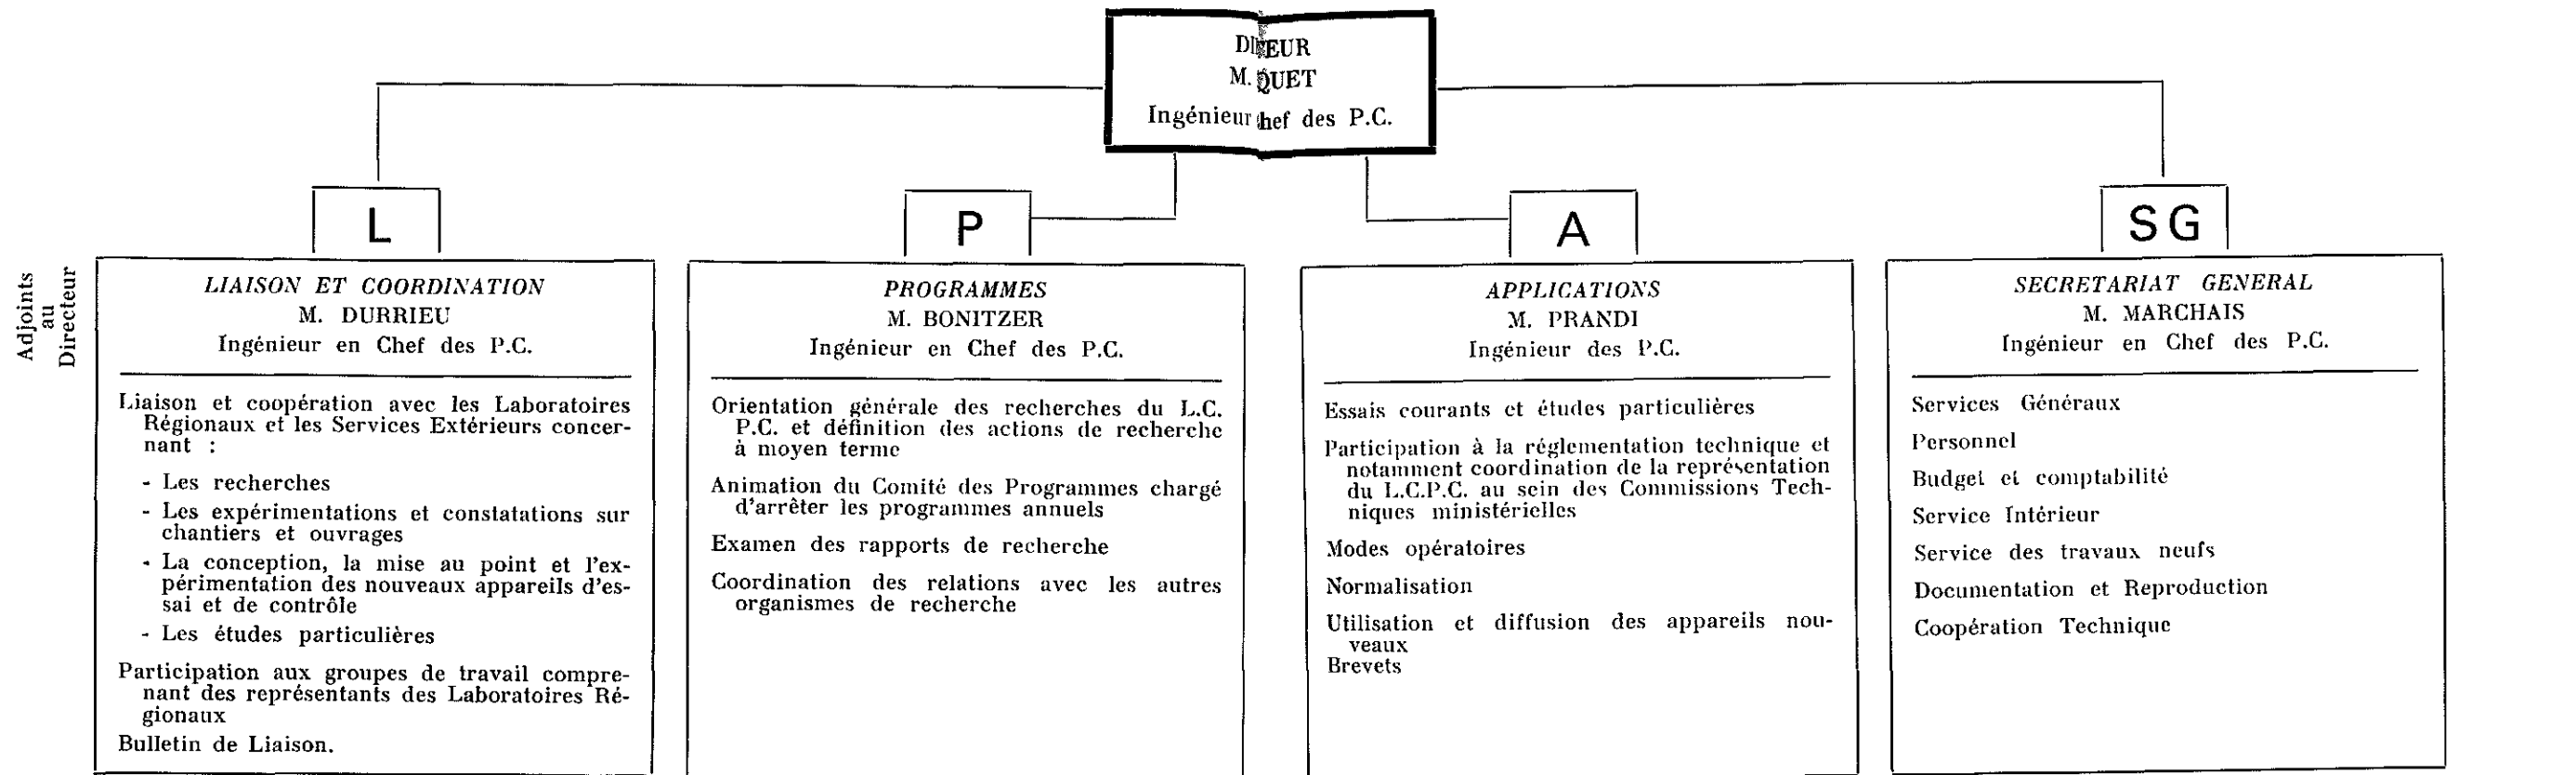 M.
Ingénieur des P.C.
L
P
A
SG
Adjoints
au
Directeur
LIAISON ET COORDINATION
M. DURRIEU
Ingénieur en Chef des P.C.
Liaison et coopération avec les Laboratoires
Régionaux et les Services Extérieurs concer-
nant :
- Les recherches
- Les expérimentations et constatations sur
chantiers et ouvrages
- La conception, la mise au point et l'ex-
périmentation des nouveaux appareils d'es-
sai et de contrôle
- Les études particulières
Participation aux groupes de travail compre-
nant des représentants des Laboratoires Ré-
gionaux
Bulletin de Liaison.
PROGRAMMES
M. BONITZER
Ingénieur en Chef des P.C.
Orientation générale des recherches du L.C.
P.C. et définition des actions de recherche
à moyen terme
Animation du Comité des Programmes chargé
d'arrêter les programmes annuels
Examen des rapports de recherche
Coordination des relations avec les autres
organismes de recherche
APPLICATIONS
M. PRANDI
Ingénieur des P.C.
Essais courants et études particulières
Participation à la réglementation technique et
notamment coordination de la représentation
du L.C.P.C. au sein des Commissions Tech-
niques ministérielles
Modes opératoires
Normalisation
Utilisation et diffusion des appareils nou-
veaux
Brevets
SECRETARIAT GENERAL
M. MARCHAIS
Ingénieur en Chef des P.C.
Services Généraux
Personnel
Budget et comptabilité
Service Intérieur
Service des travaux neufs
Documentation et Reproduction
Coopération Technique